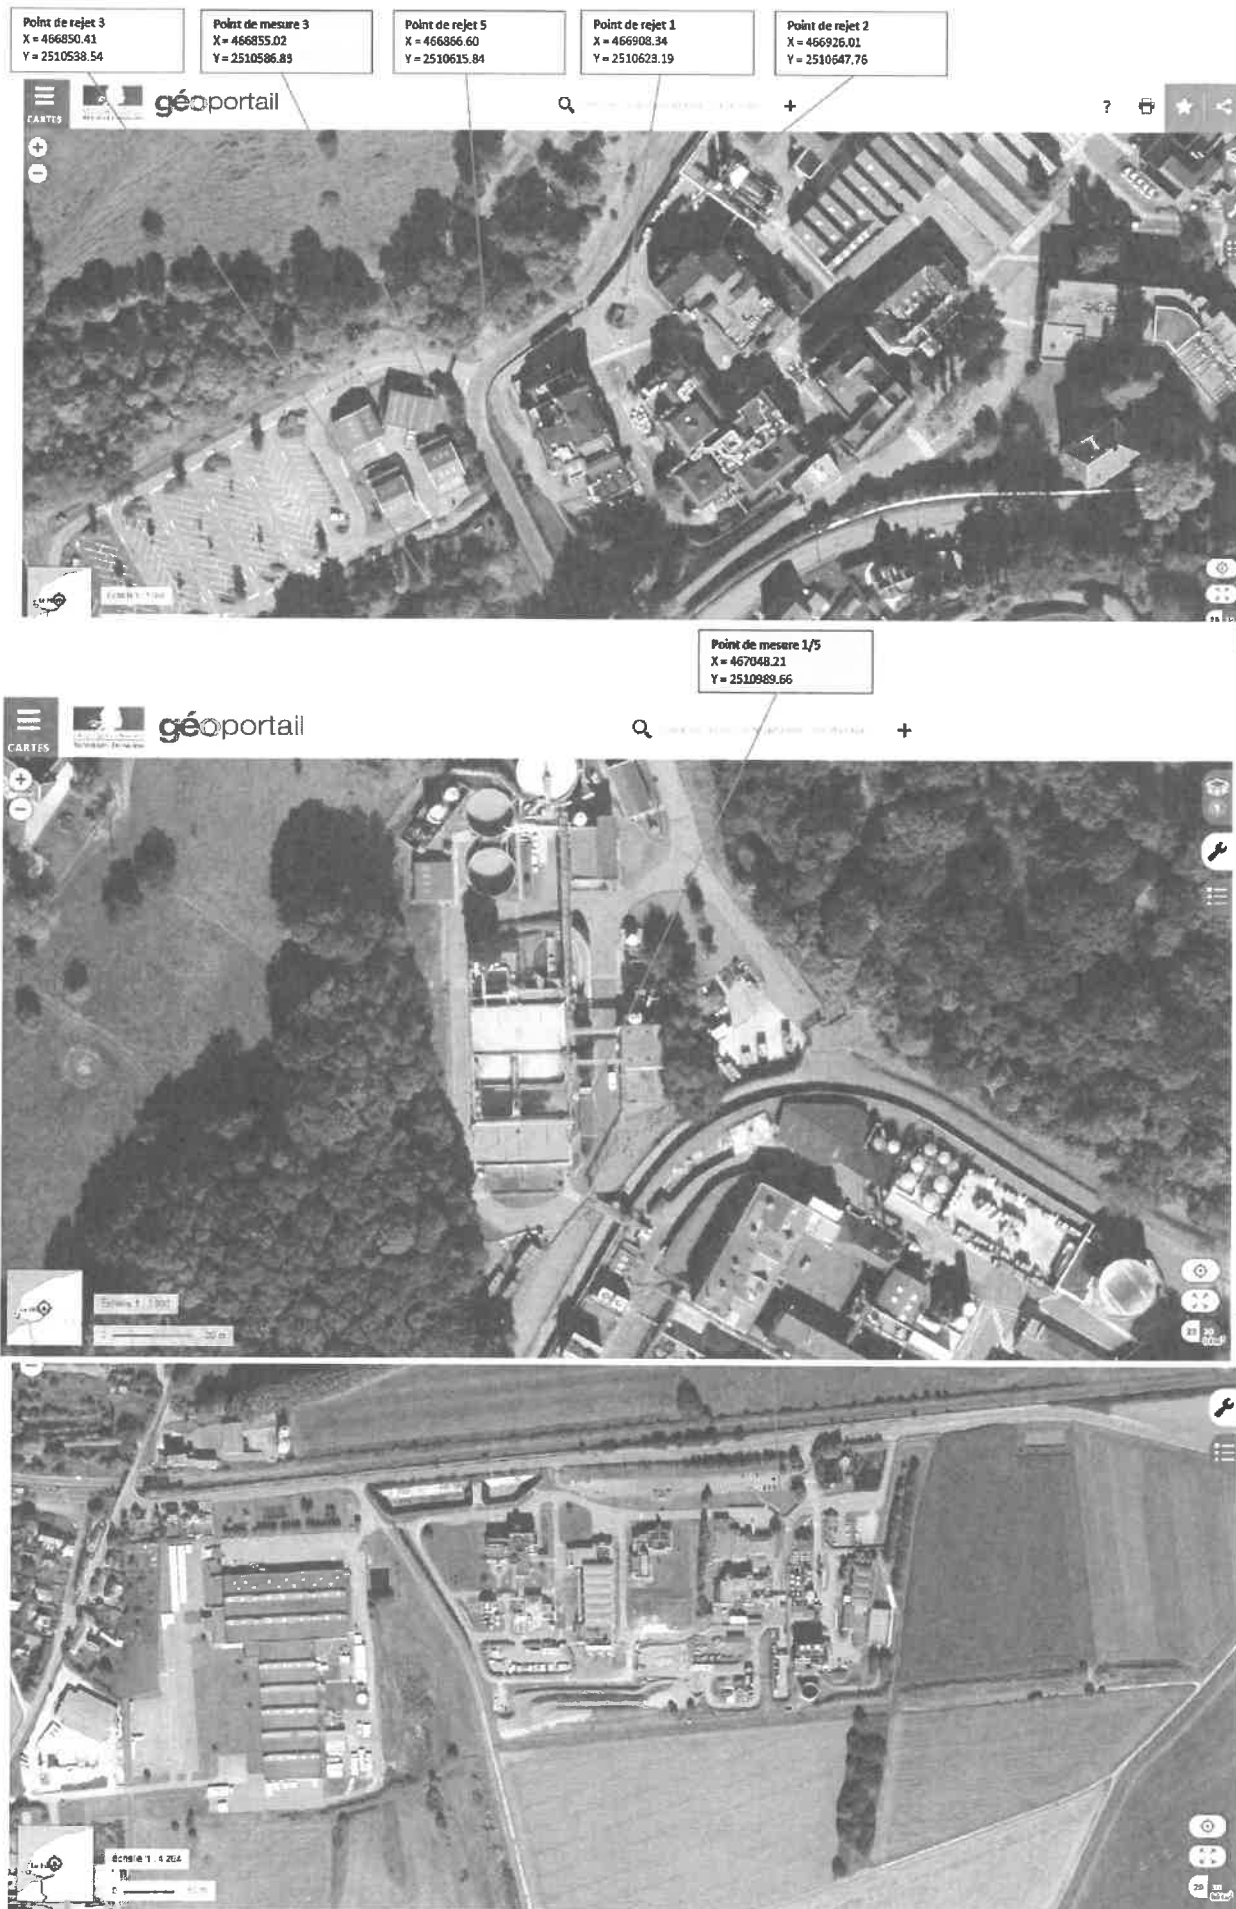 Point de rejet 3
X = 466850.41
Y = 2510538.54
Point de mesure 3
X = 466855.02
Y = 2510586.83
Point de rejet 5
X = 466866.60
Y = 2510615.84
Point de rejet 1
X = 466908.34
Y = 2510623.19
Point de rejet 2
X = 466926.01
Y = 2510647.76
CARTES
géoportail
+
?
Point de mesure 1/5
X = 467048.21
Y = 2510989.66
CARTES
géoportail
+
échelle 1 : 4 264